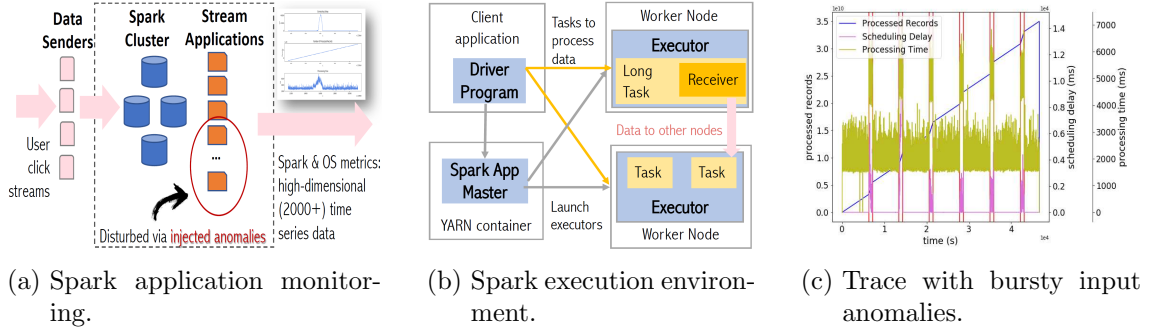 Data
Senders
Spark
Cluster
Stream
Applications
User
click
streams
...
Spark & OS metrics:
high-dimensional
(2000+) time
series data
Disturbed via injected anomalies
(a) Spark application monitor-
ing.
Client
application
Driver
Program
Tasks to
process
data
Worker Node
Executor
Long
Task
Receiver
Data to other nodes
Spark App
Master
YARN container
Launch
executors
Task
Task
Executor
Worker Node
(b) Spark execution environ-
ment.
1e10
3.5
3.0
2.5
2.0
1.5
1.0
0.5
0.0
processed records
Processed Records
Scheduling Delay
Processing Time
0
1
2
3
4
1e4
time (s)
1e4
1.4
1.2
1.0
0.8
0.6
0.4
0.2
0.0
scheduling delay (ms)
7000
6000
5000
4000
3000
2000
1000
0
processing time (ms)
(c) Trace with bursty input
anomalies.